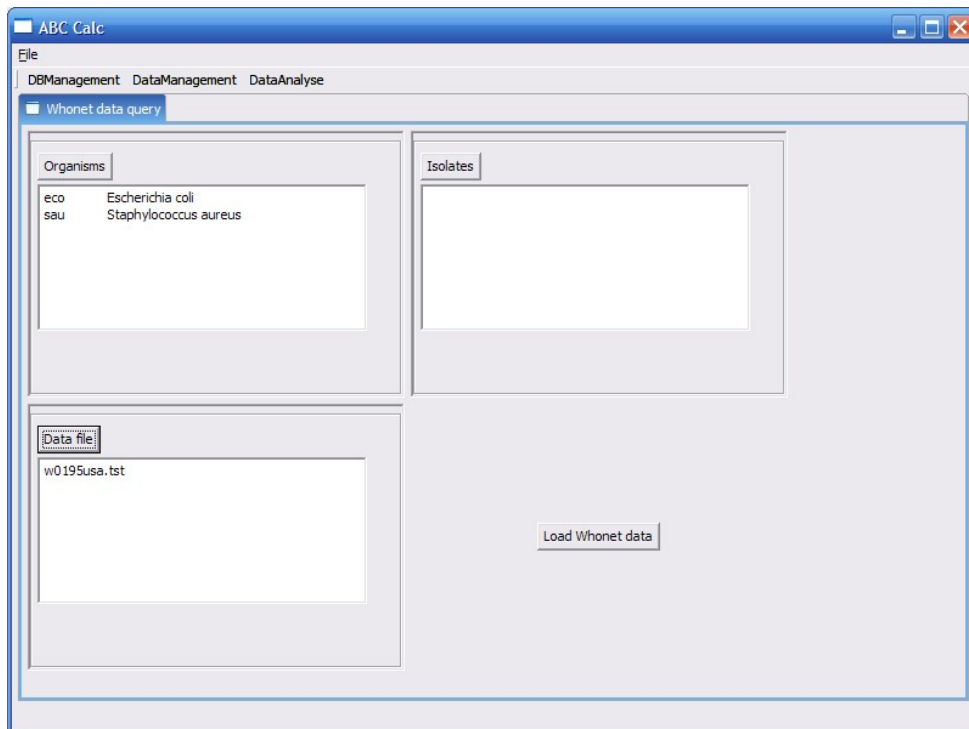 ABC Calc
File
DBManagement DataManagement DataAnalyse
Whonet data query
Organisms
eco Escherichia coli
sau Staphylococcus aureus
Isolates
Data file
w0195usa.tst
Load Whonet data